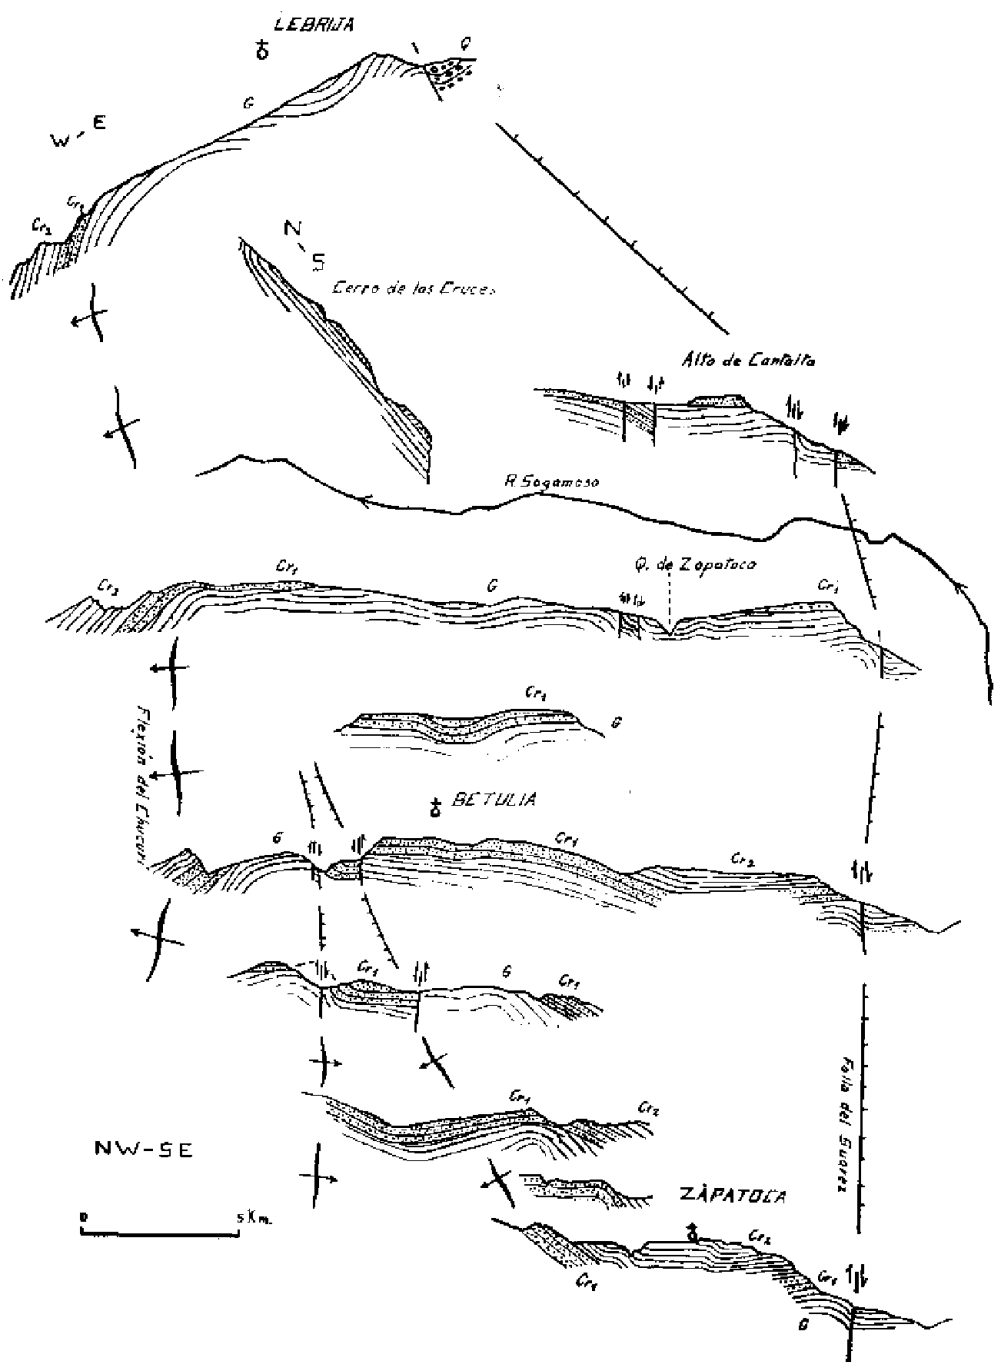 LEBRIJA
Q
G
W - E
Cr1
Cr2
N - S
Cerro de las Cruces
Alto de Cantalta
R. Sogamoso
Q. de Zapatoca
Cr1
Cr2
G
Cr1
Cr1
G
Flexión del Chucurí
BETULIA
G
Cr1
Cr2
Cr1
G
Cr1
Cr1
Cr2
Falla del Suarez
NW-SE
ZAPATOCA
0
5 Km.
Cr2
Cr1
Cr1
G